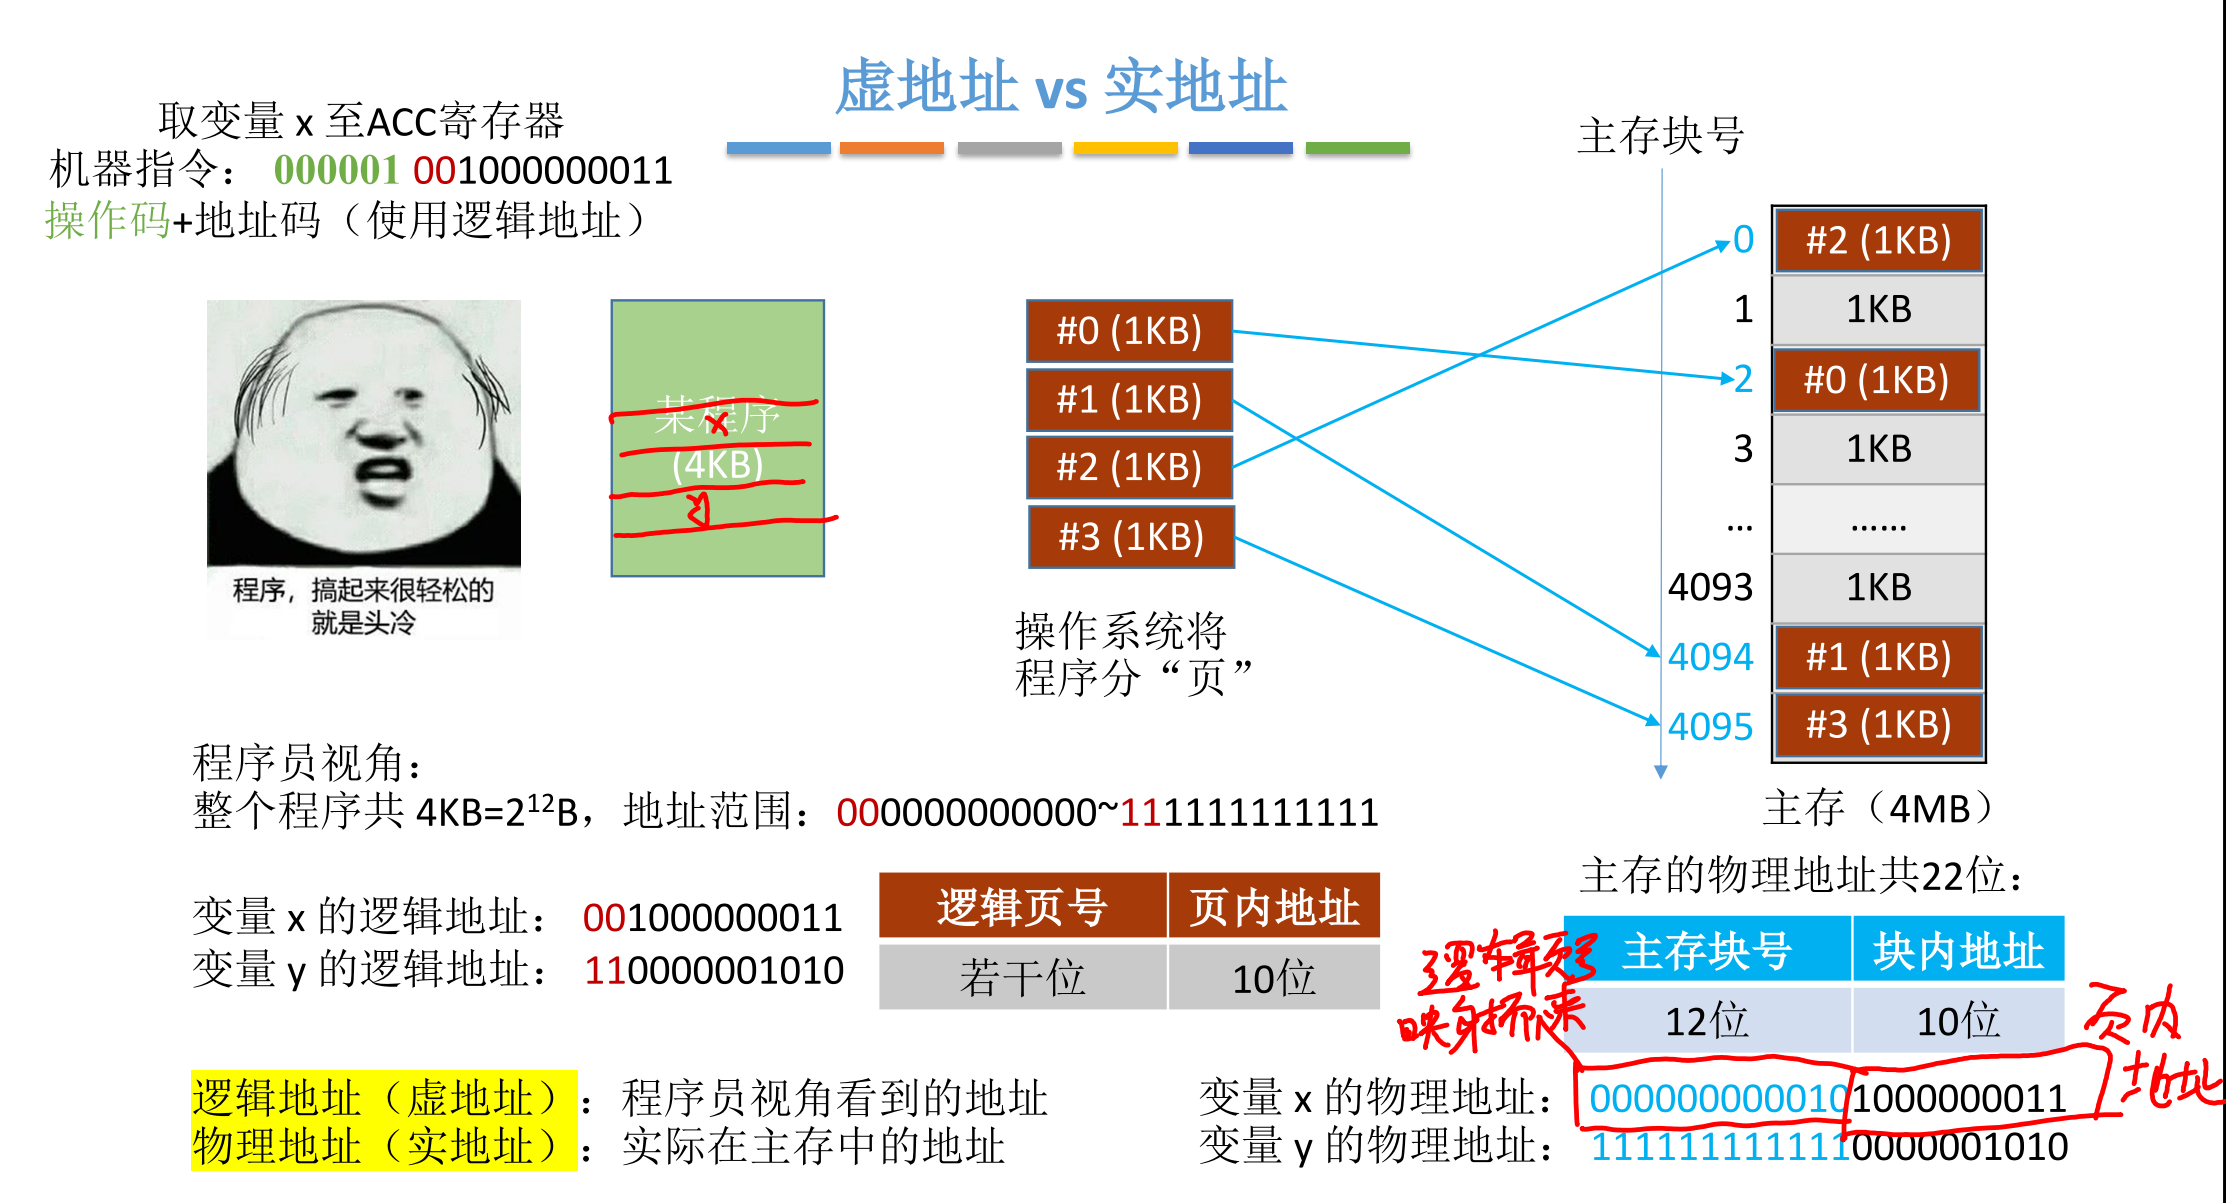 虚地址 vs 实地址
取变量 x 至ACC寄存器
机器指令： 000001 001000000011
操作码+地址码（使用逻辑地址）
程序，搞起来很轻松的
就是头冷
某程序
(4KB)
x
y
#0 (1KB)
#1 (1KB)
#2 (1KB)
#3 (1KB)
操作系统将
程序分“页”
主存块号
0 #2 (1KB)
1 1KB
2 #0 (1KB)
3 1KB
... ......
4093 1KB
4094 #1 (1KB)
4095 #3 (1KB)
主存（4MB）
程序员视角：
整个程序共 4KB=2¹²B，地址范围：000000000000~111111111111
变量 x 的逻辑地址： 001000000011
变量 y 的逻辑地址： 110000001010
逻辑页号 页内地址
若干位 10位
主存的物理地址共22位：
主存块号 块内地址
12位 10位
逻辑页号
映射抓来
页内
地址
逻辑地址（虚地址）：程序员视角看到的地址
物理地址（实地址）：实际在主存中的地址
变量 x 的物理地址： 0000000000101000000011
变量 y 的物理地址： 1111111111110000001010